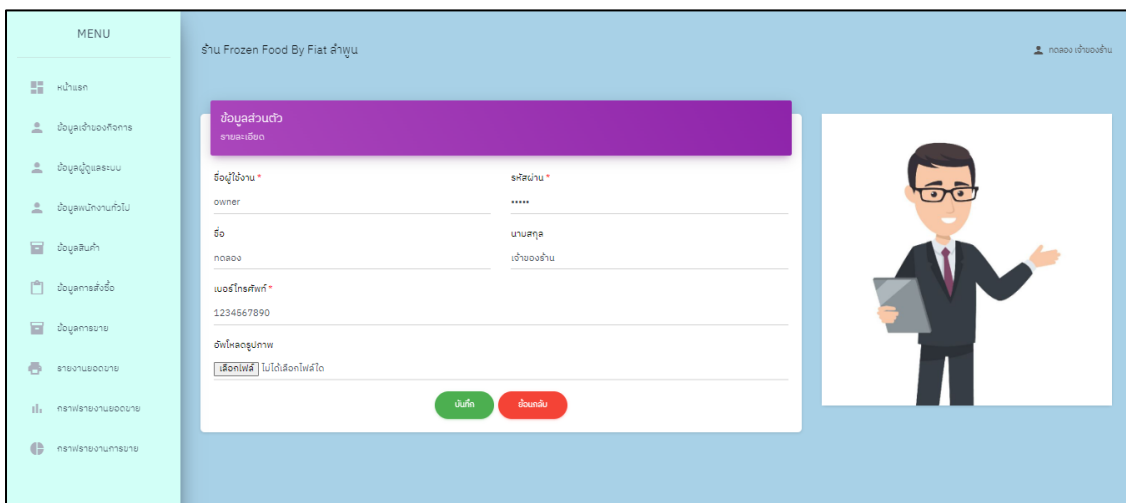 MENU
หน้าแรก
ข้อมูลเจ้าของกิจการ
ข้อมูลผู้ดูแลระบบ
ข้อมูลพนักงานทั่วไป
ข้อมูลสินค้า
ข้อมูลการสั่งซื้อ
ข้อมูลการขาย
รายงานยอดขาย
กราฟรายงานยอดขาย
กราฟรายงานการขาย
ร้าน Frozen Food By Fiat ลำพูน
ทดลอง เจ้าของร้าน
ข้อมูลส่วนตัว
รายละเอียด
ชื่อผู้ใช้งาน * รหัสผ่าน *
owner •••••
ชื่อ นามสกุล
ทดลอง เจ้าของร้าน
เบอร์โทรศัพท์ *
1234567890
อัพโหลดรูปภาพ
เลือกไฟล์ ไม่ได้เลือกไฟล์ใด
บันทึก ย้อนกลับ